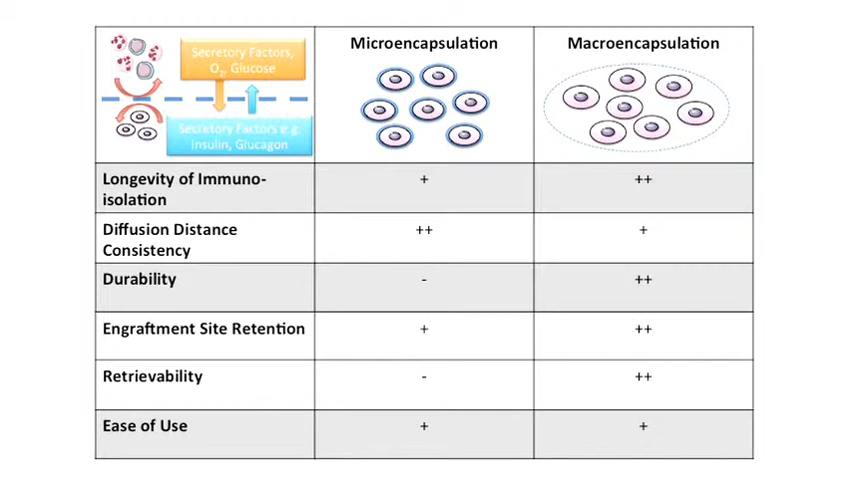 Secretory Factors,
O2, Glucose
Secretory Factors e.g.
Insulin, Glucagon
Microencapsulation
Macroencapsulation
Longevity of Immuno-
isolation
+
++
Diffusion Distance
Consistency
++
+
Durability
-
++
Engraftment Site Retention
+
++
Retrievability
-
++
Ease of Use
+
+